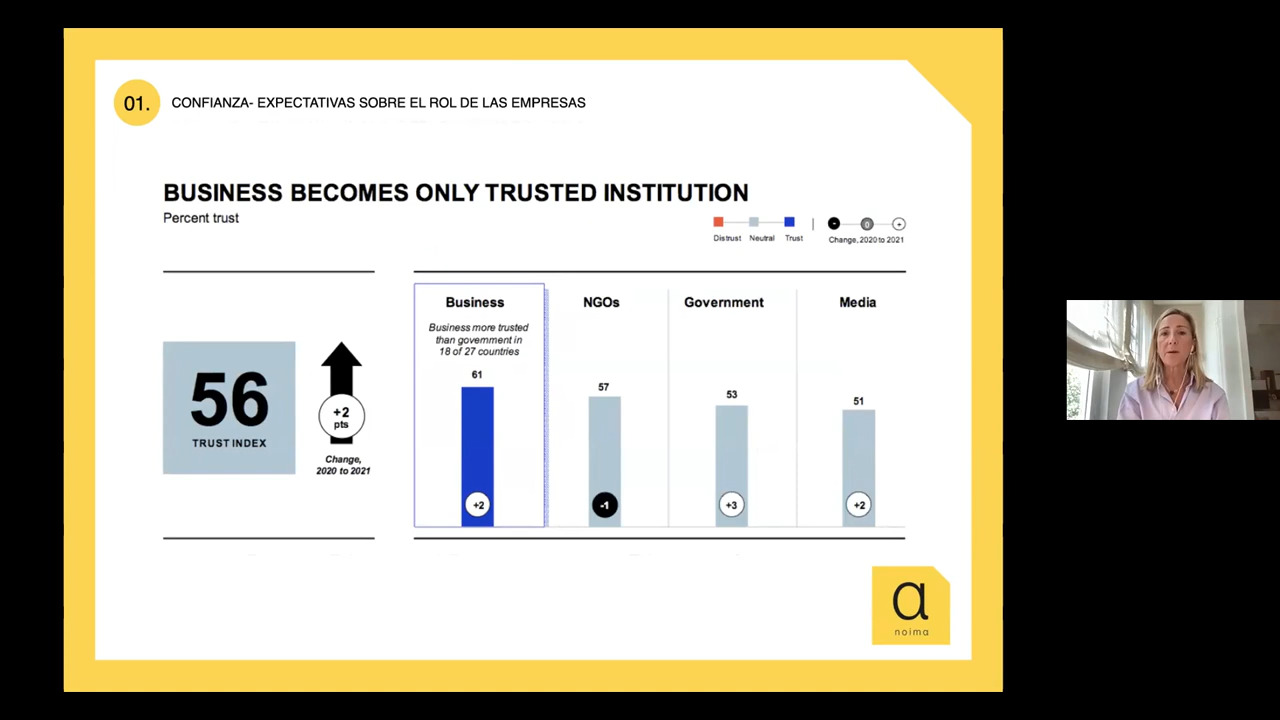 01.
CONFIANZA- EXPECTATIVAS SOBRE EL ROL DE LAS EMPRESAS
BUSINESS BECOMES ONLY TRUSTED INSTITUTION
Percent trust
Distrust Neutral Trust
- 0 +
Change, 2020 to 2021
56
TRUST INDEX
+2
pts
Change,
2020 to 2021
Business
Business more trusted
than government in
18 of 27 countries
61
+2
NGOs
57
-1
Government
53
+3
Media
51
+2
a
noima